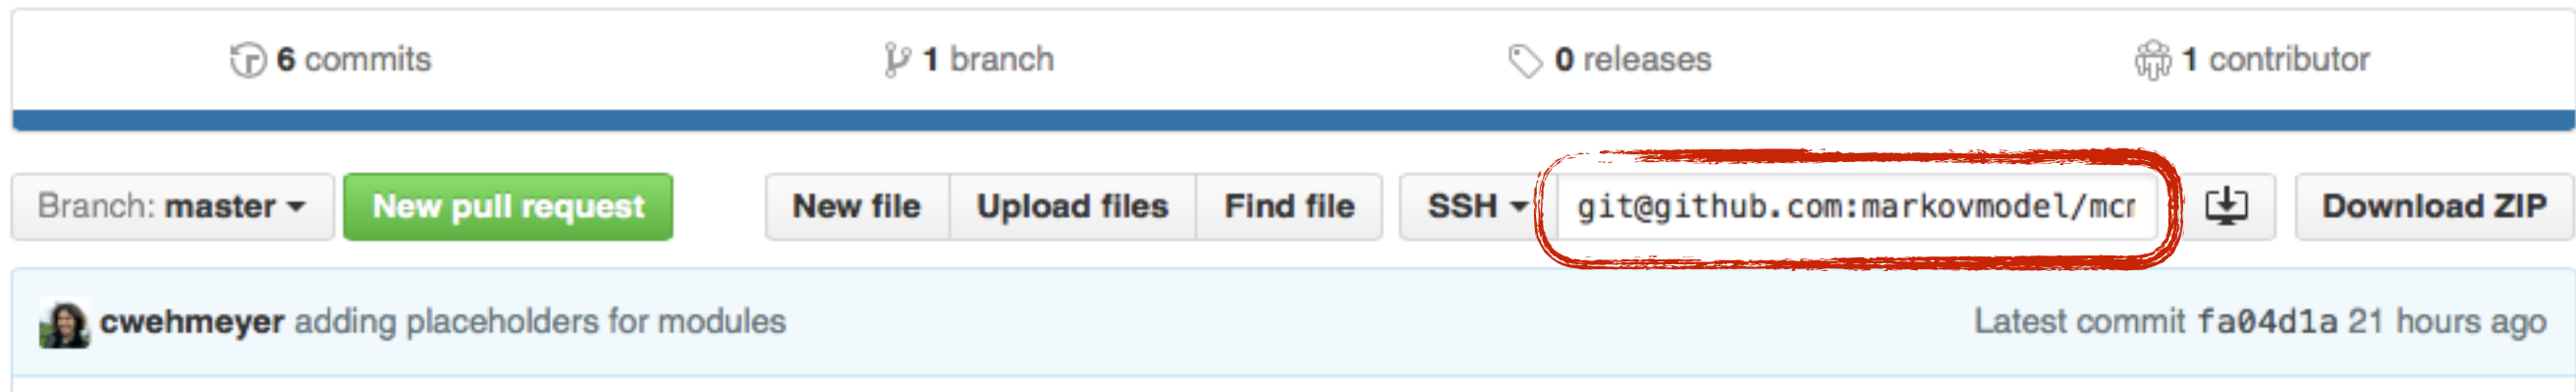 6 commits 1 branch 0 releases 1 contributor
Branch: master New pull request New file Upload files Find file SSH git@github.com:markovmodel/mcr Download ZIP
cwehmeyer adding placeholders for modules Latest commit fa04d1a 21 hours ago